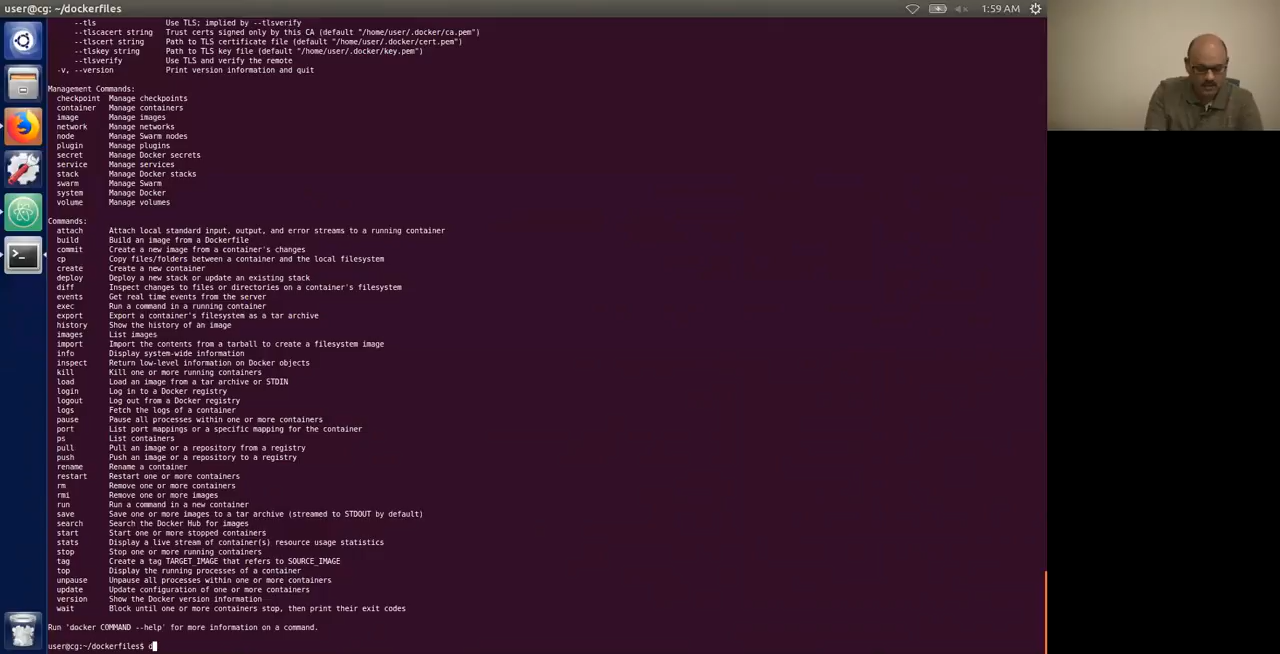 user@cg: ~/dockerfiles
1:59 AM
--tls Use TLS; implied by --tlsverify
--tlscacert string Trust certs signed only by this CA (default "/home/user/.docker/ca.pem")
--tlscert string Path to TLS certificate file (default "/home/user/.docker/cert.pem")
--tlskey string Path to TLS key file (default "/home/user/.docker/key.pem")
--tlsverify Use TLS and verify the remote
-v, --version Print version information and quit
Management Commands:
checkpoint Manage checkpoints
container Manage containers
image Manage images
network Manage networks
node Manage Swarm nodes
plugin Manage plugins
secret Manage Docker secrets
service Manage services
stack Manage Docker stacks
swarm Manage Swarm
system Manage Docker
volume Manage volumes
Commands:
attach Attach local standard input, output, and error streams to a running container
build Build an image from a Dockerfile
commit Create a new image from a container's changes
cp Copy files/folders between a container and the local filesystem
create Create a new container
deploy Deploy a new stack or update an existing stack
diff Inspect changes to files or directories on a container's filesystem
events Get real time events from the server
exec Run a command in a running container
export Export a container's filesystem as a tar archive
history Show the history of an image
images List images
import Import the contents from a tarball to create a filesystem image
info Display system-wide information
inspect Return low-level information on Docker objects
kill Kill one or more running containers
load Load an image from a tar archive or STDIN
login Log in to a Docker registry
logout Log out from a Docker registry
logs Fetch the logs of a container
pause Pause all processes within one or more containers
port List port mappings or a specific mapping for the container
ps List containers
pull Pull an image or a repository from a registry
push Push an image or a repository to a registry
rename Rename a container
restart Restart one or more containers
rm Remove one or more containers
rmi Remove one or more images
run Run a command in a new container
save Save one or more images to a tar archive (streamed to STDOUT by default)
search Search the Docker Hub for images
start Start one or more stopped containers
stats Display a live stream of container(s) resource usage statistics
stop Stop one or more running containers
tag Create a tag TARGET_IMAGE that refers to SOURCE_IMAGE
top Display the running processes of a container
unpause Unpause all processes within one or more containers
update Update configuration of one or more containers
version Show the Docker version information
wait Block until one or more containers stop, then print their exit codes
Run 'docker COMMAND --help' for more information on a command.
user@cg:~/dockerfiles$ d